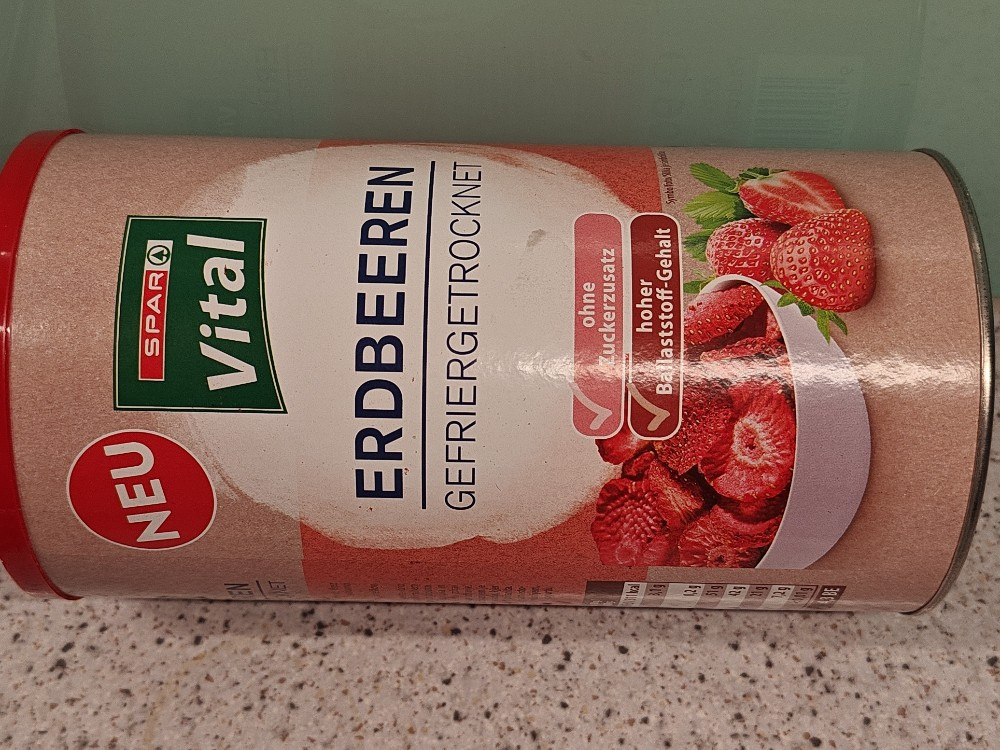 SPAR
Vital
NEU
ERDBEEREN
GEFRIERGETROCKNET
ohne
Zuckerzusatz
hoher
Ballaststoff-Gehalt